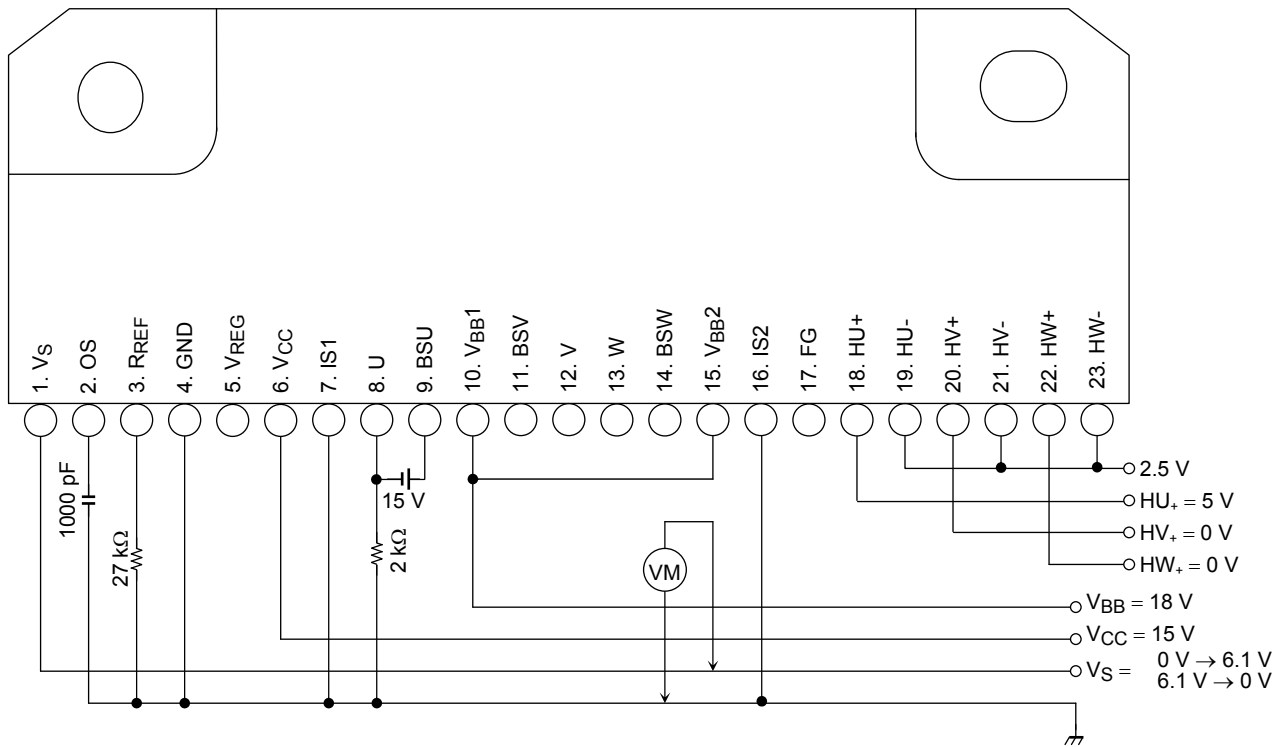 1. VS
2. OS
3. RREF
4. GND
5. VREG
6. VCC
7. IS1
8. U
9. BSU
10. VBB1
11. BSV
12. V
13. W
14. BSW
15. VBB2
16. IS2
17. FG
18. HU+
19. HU-
20. HV+
21. HV-
22. HW+
23. HW-
1000 pF
27 kΩ
15 V
2 kΩ
VM
2.5 V
HU+ = 5 V
HV+ = 0 V
HW+ = 0 V
VBB = 18 V
VCC = 15 V
VS = 0 V → 6.1 V
6.1 V → 0 V